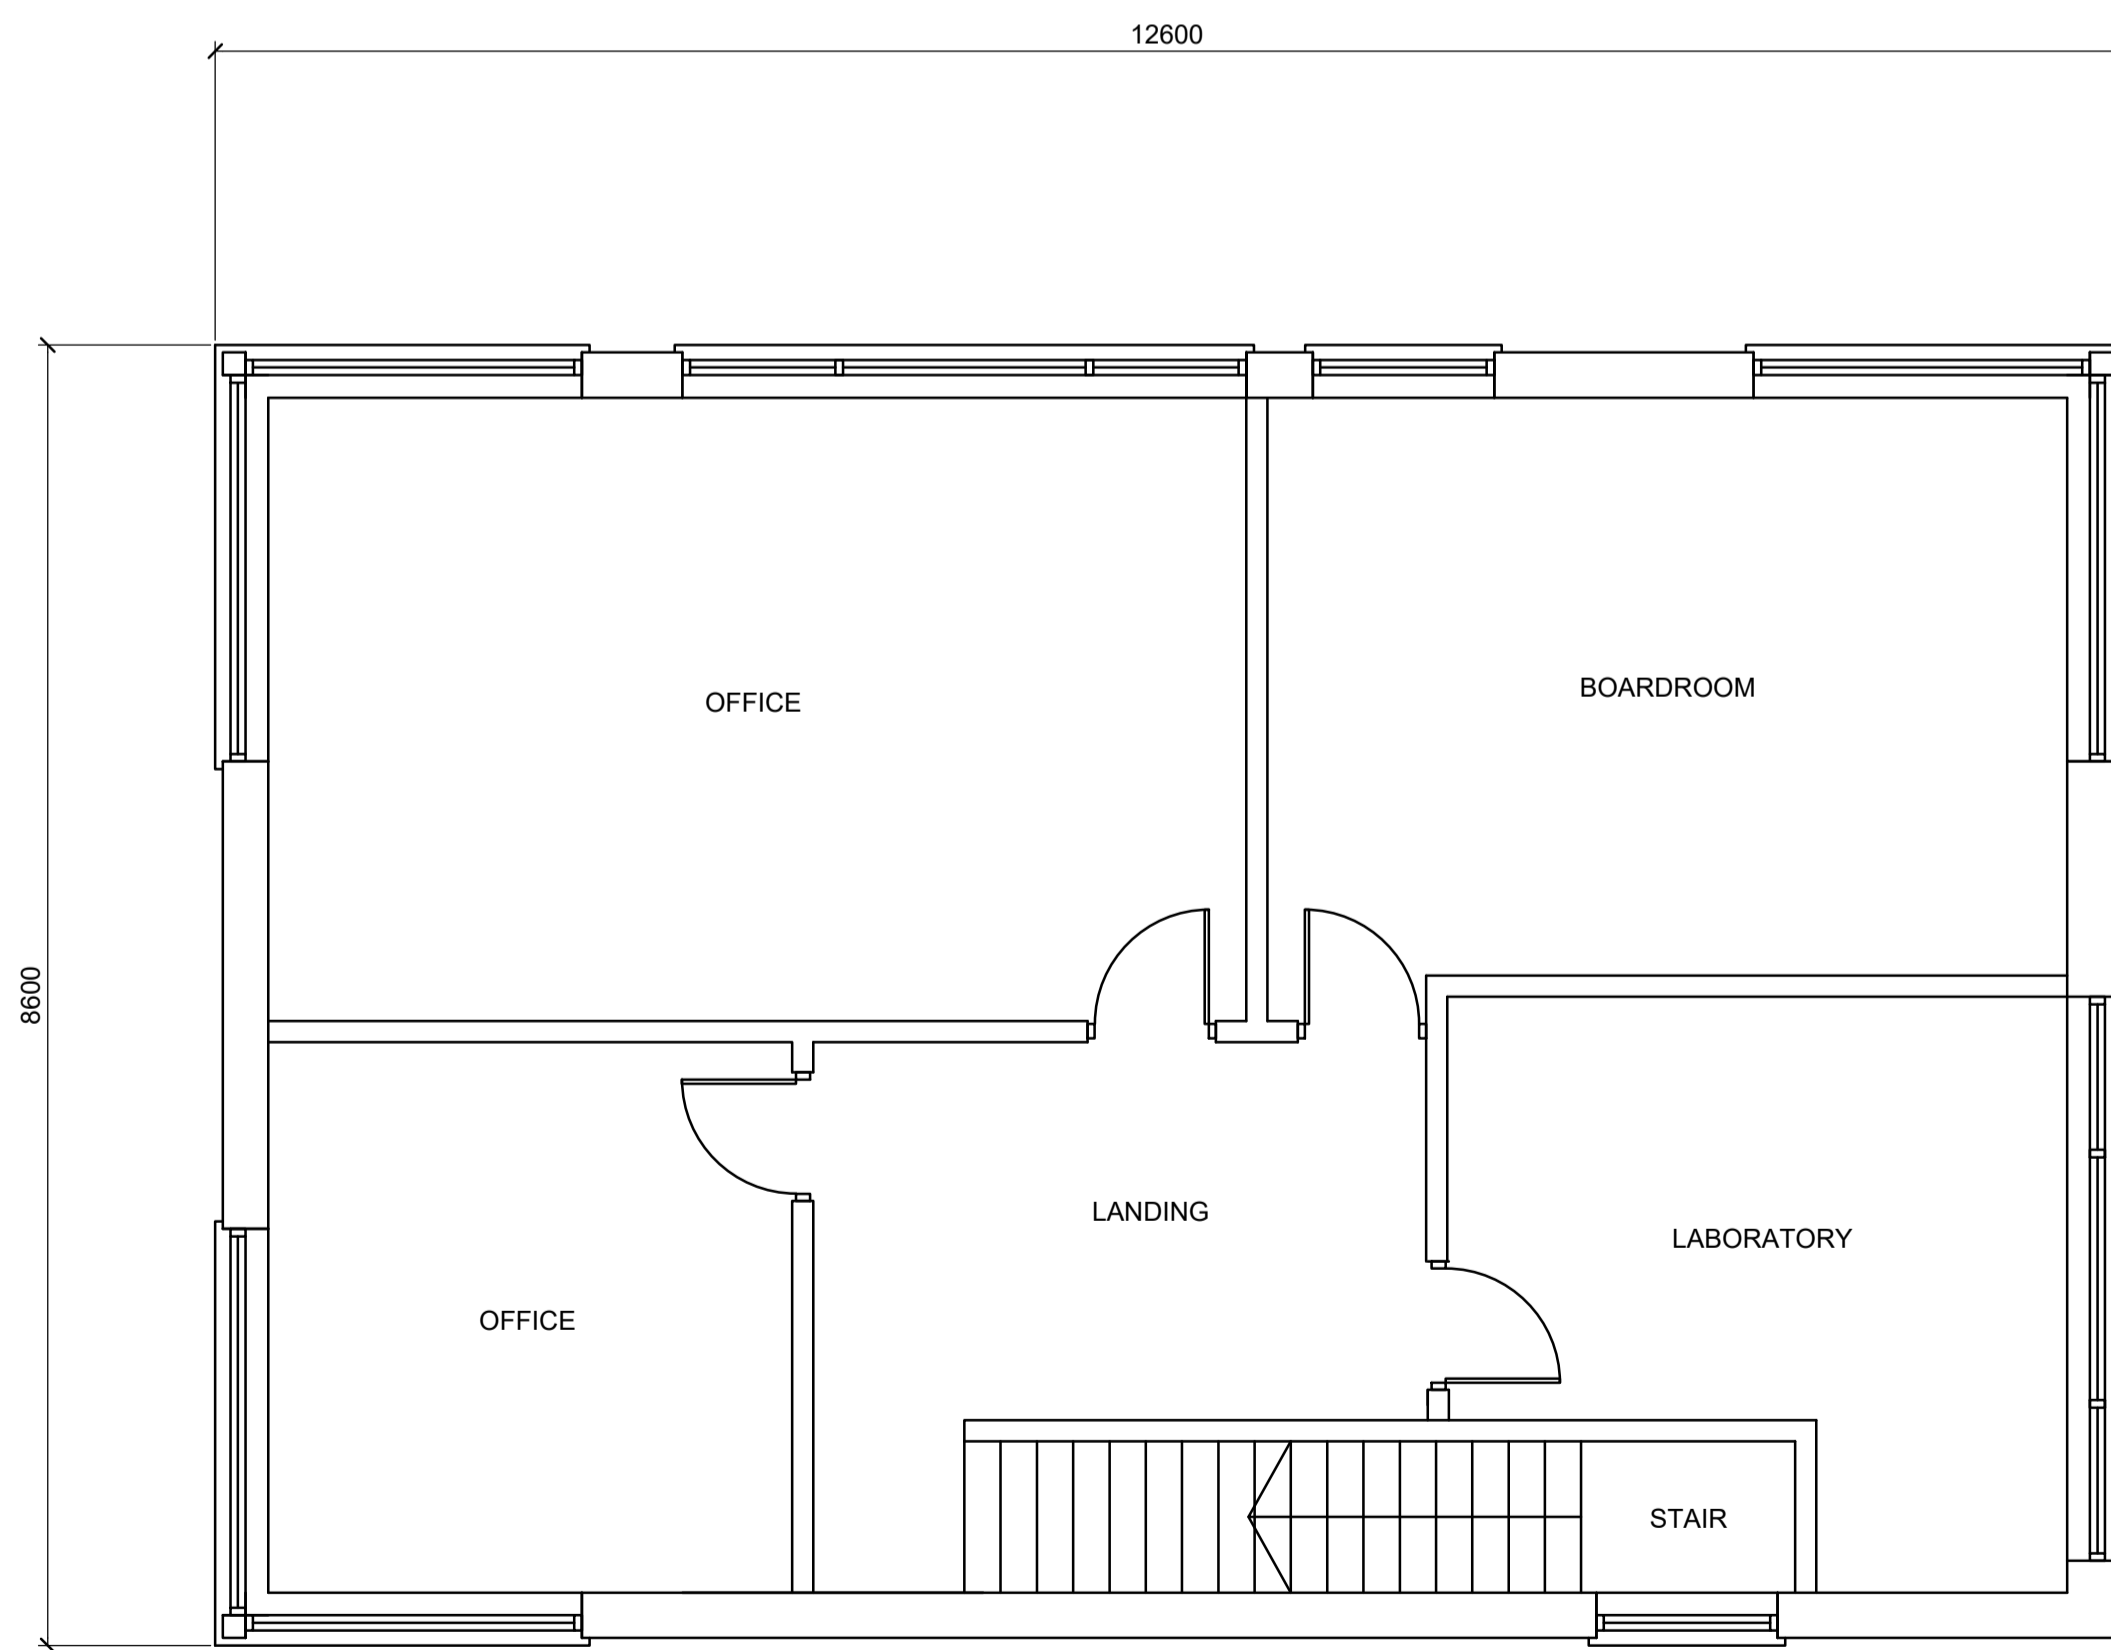 12600
BOARDROOM
OFFICE
8600
LANDING
LABORATORY
OFFICE
STAIR